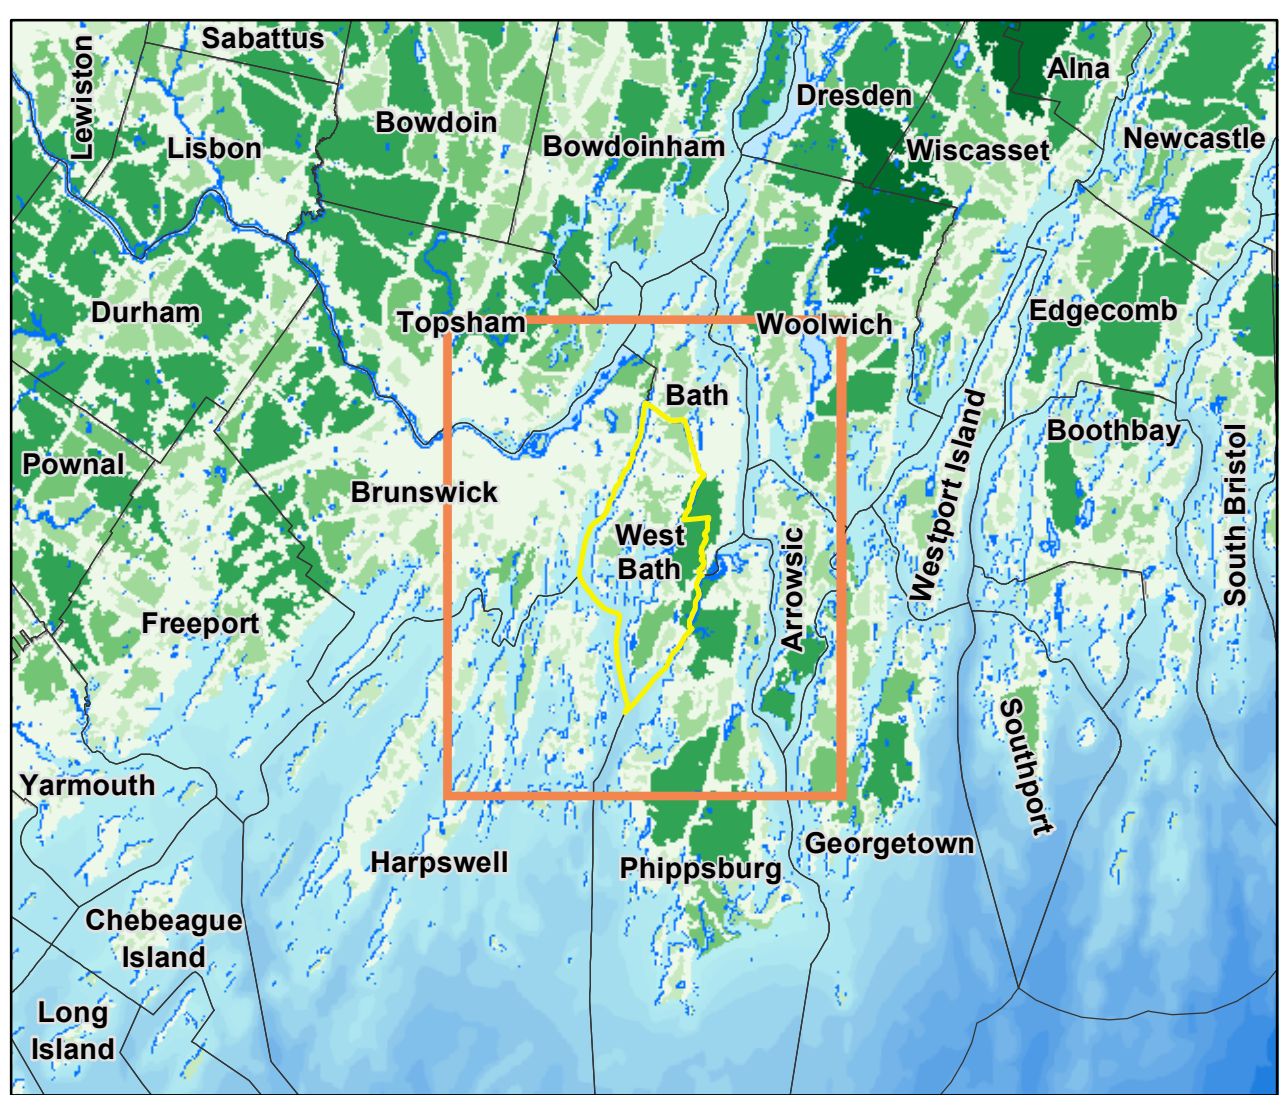 Lewiston
Sabattus
Lisbon
Bowdoin
Bowdoinham
Dresden
Alna
Wiscasset
Newcastle
Durham
Topsham
Woolwich
Edgecomb
Bath
Pownal
Brunswick
Westport Island
Boothbay
South Bristol
West
Bath
Arrowsic
Freeport
Yarmouth
Southport
Harpswell
Phippsburg
Georgetown
Chebeague
Island
Long
Island